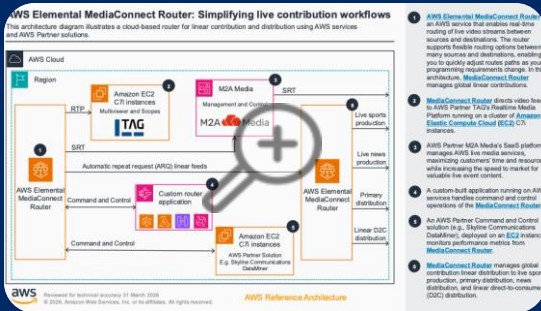 AWS Elemental MediaConnect Router: Simplifying live contribution workflows
This architecture diagram illustrates a cloud-based router for linear contribution and distribution using AWS services
and AWS Partner solutions.
AWS Cloud
Region
1
AWS Elemental
MediaConnect
Router
RTP
2
Amazon EC2
C7i instances
Multiviewer and Scopes
TAG
3
M2A Media
Management and Control
M2A Media
SRT
SRT
Automatic repeat request (ARQ) linear feeds
Command and Control
4
Custom router
application
Command and Control
5
Amazon EC2
C7i instances
AWS Partner Solution
E.g. Skyline Communications
DataMiner
6
AWS Elemental
MediaConnect
Router
Live sports
production
Live news
production
Primary
distribution
Linear D2C
distribution
1
AWS Elemental MediaConnect Router
an AWS service that enables real-time
routing of live video streams between
sources and destinations. The router
supports flexible routing options between
many sources and destinations, enabling
you to quickly adjust routes paths as your
programming requirements change. In this
architecture, MediaConnect Router
manages global contributions.
2
MediaConnect Router directs video feeds
to AWS Partner TAG's Realtime Media
Platform running on a cluster of Amazon
Elastic Compute Cloud (EC2) C7i
instances.
3
AWS Partner M2A Media's SaaS platform
manages AWS live media services,
maximizing customers' time and resources
while increasing the speed to market for
valuable live event content.
4
A custom-built application running on AWS
services handles command and control
operations of the MediaConnect Router
5
An AWS Partner Command and Control
solution (e.g., Skyline Communications
DataMiner), deployed on an EC2 instance
monitors performance metrics from
MediaConnect Router.
6
MediaConnect Router manages global
contribution linear distribution to live sports
production, primary distribution, news
distribution, and linear direct-to-consumer
(D2C) distribution.
aws
Reviewed for technical accuracy 31 March 2026
© 2026, Amazon Web Services, Inc. or its affiliates. All rights reserved.
AWS Reference Architecture